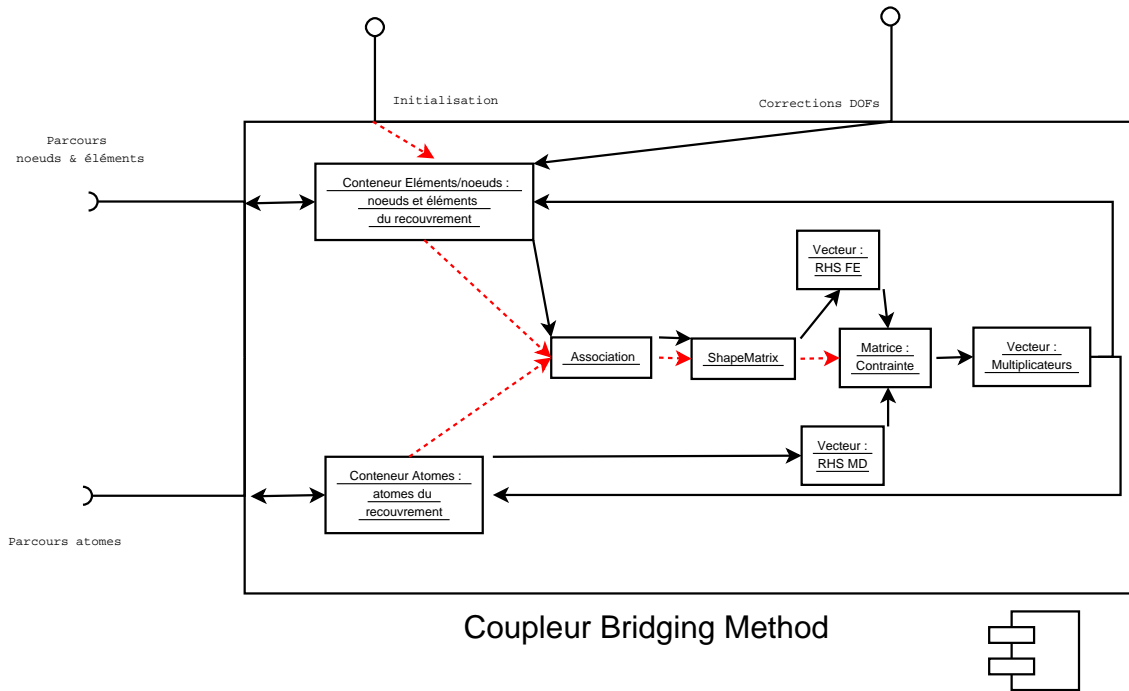 Initialisation
Corrections DOFs
Parcours
noeuds & éléments
Conteneur Eléments/noeuds :
noeuds et éléments
du recouvrement
Vecteur :
RHS FE
Association
ShapeMatrix
Matrice :
Contrainte
Vecteur :
Multiplicateurs
Vecteur :
RHS MD
Conteneur Atomes :
atomes du
recouvrement
Parcours atomes
Coupleur Bridging Method